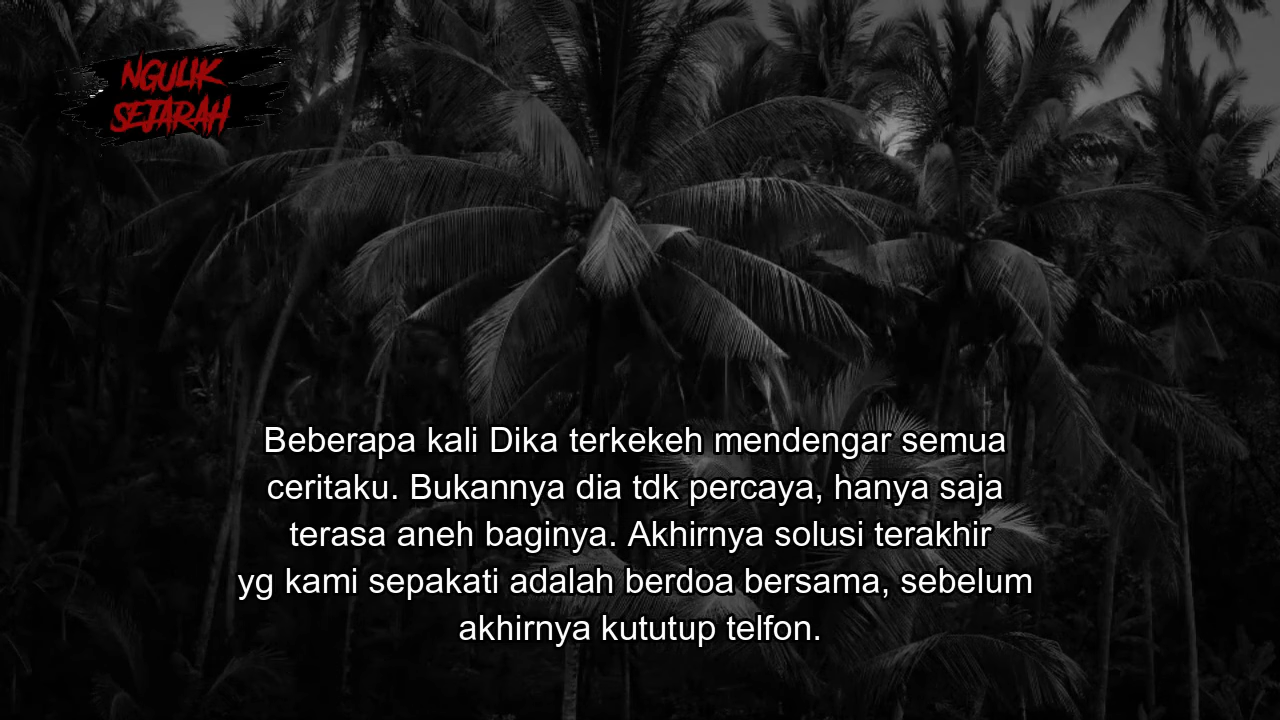 NGULIK
SEJARAH
Beberapa kali Dika terkekeh mendengar semua
ceritaku. Bukannya dia tdk percaya, hanya saja
terasa aneh baginya. Akhirnya solusi terakhir
yg kami sepakati adalah berdoa bersama, sebelum
akhirnya kututup telfon.